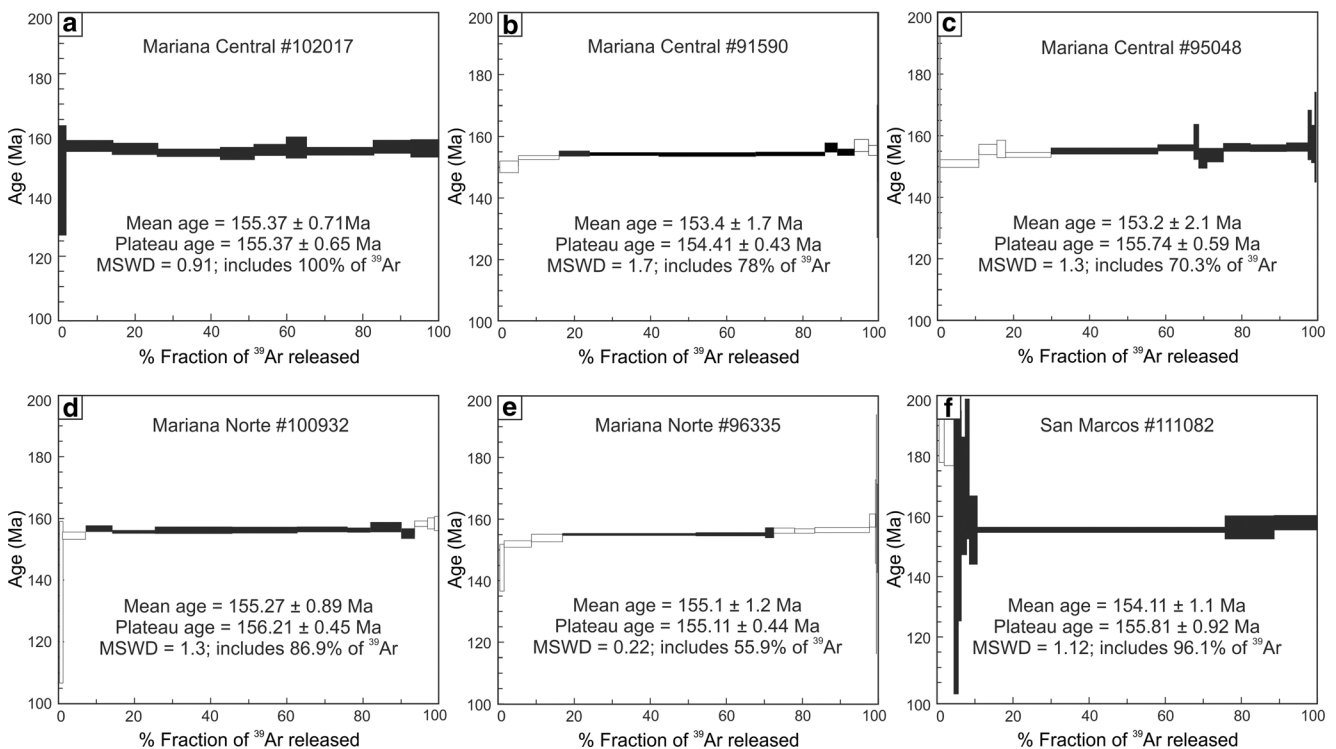 a
Mariana Central #102017
200
180
160
140
120
100
Age (Ma)
Mean age = 155.37 ± 0.71Ma
Plateau age = 155.37 ± 0.65 Ma
MSWD = 0.91; includes 100% of ³⁹Ar
0 20 40 60 80 100
% Fraction of ³⁹Ar released
b
Mariana Central #91590
200
180
160
140
120
100
Age (Ma)
Mean age = 153.4 ± 1.7 Ma
Plateau age = 154.41 ± 0.43 Ma
MSWD = 1.7; includes 78% of ³⁹Ar
0 20 40 60 80 100
% Fraction of ³⁹Ar released
c
Mariana Central #95048
200
180
160
140
120
100
Age (Ma)
Mean age = 153.2 ± 2.1 Ma
Plateau age = 155.74 ± 0.59 Ma
MSWD = 1.3; includes 70.3% of ³⁹Ar
0 20 40 60 80 100
% Fraction of ³⁹Ar released
d
Mariana Norte #100932
200
180
160
140
120
100
Age (Ma)
Mean age = 155.27 ± 0.89 Ma
Plateau age = 156.21 ± 0.45 Ma
MSWD = 1.3; includes 86.9% of ³⁹Ar
0 20 40 60 80 100
% Fraction of ³⁹Ar released
e
Mariana Norte #96335
200
180
160
140
120
100
Age (Ma)
Mean age = 155.1 ± 1.2 Ma
Plateau age = 155.11 ± 0.44 Ma
MSWD = 0.22; includes 55.9% of ³⁹Ar
0 20 40 60 80 100
% Fraction of ³⁹Ar released
f
San Marcos #111082
200
180
160
140
120
100
Age (Ma)
Mean age = 154.11 ± 1.1 Ma
Plateau age = 155.81 ± 0.92 Ma
MSWD = 1.12; includes 96.1% of ³⁹Ar
0 20 40 60 80 100
% Fraction of ³⁹Ar released